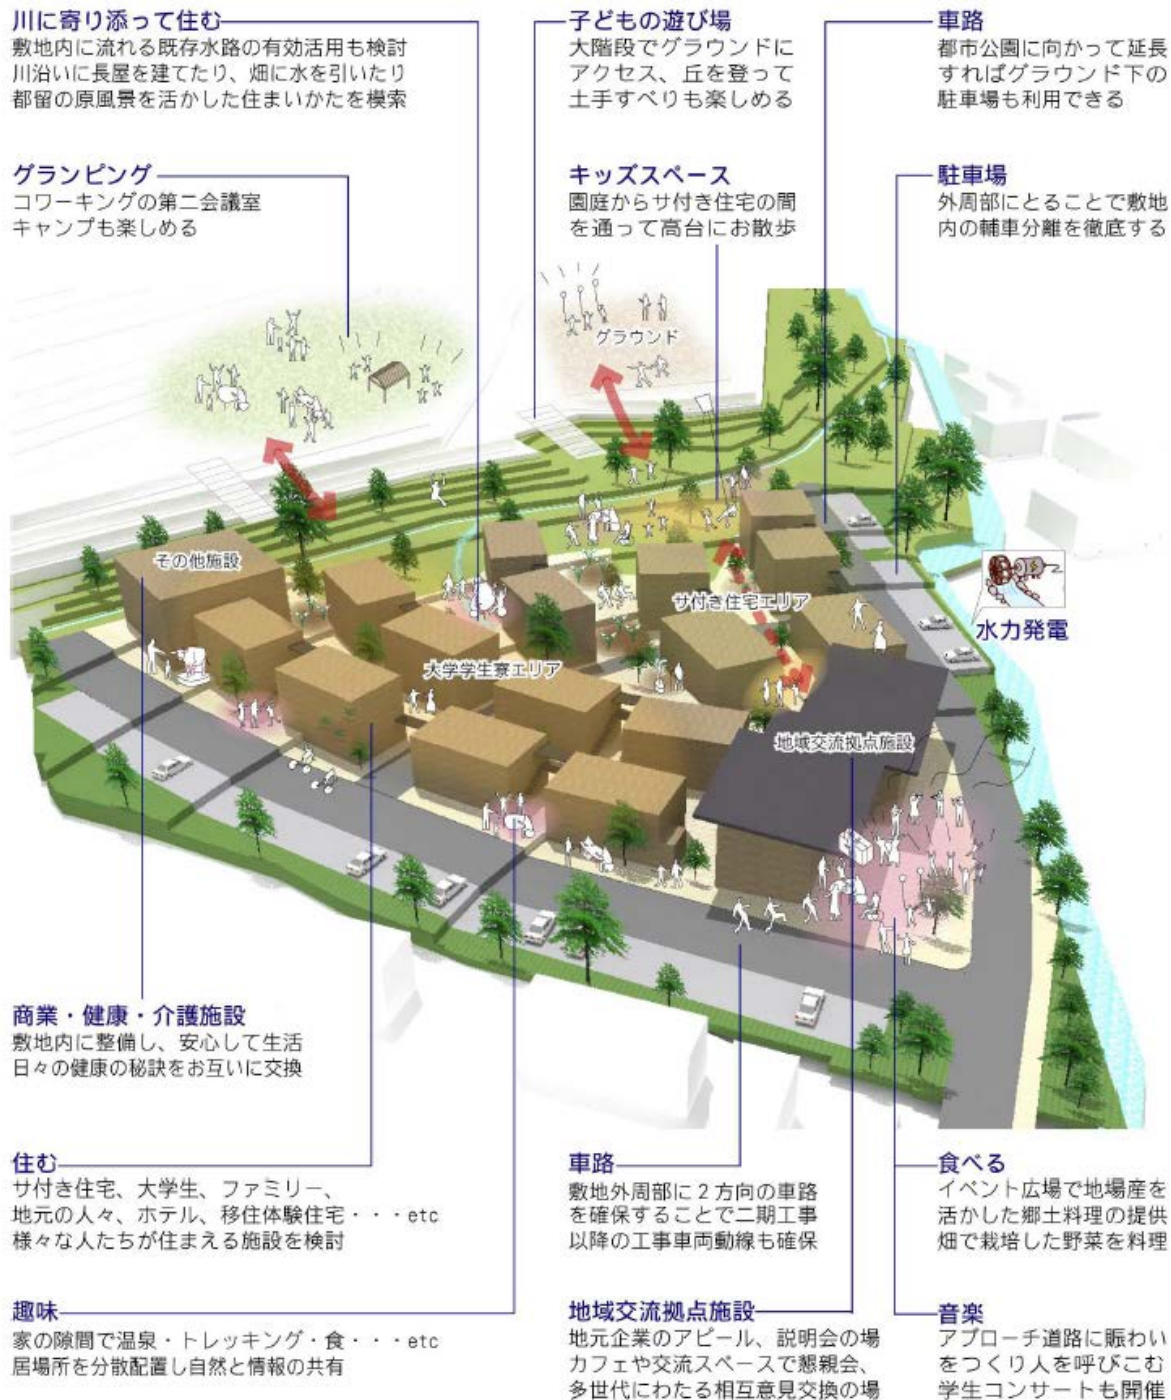 川に寄り添って住む
敷地内に流れる既存水路の有効活用も検討
川沿いに長屋を建てたり、畑に水を引いたり
都留の原風景を活かした住まいかたを模索
子どもの遊び場
大階段でグラウンドに
アクセス、丘を登って
土手すべりも楽しめる
車路
都市公園に向かって延長
すればグラウンド下の
駐車場も利用できる
グランピング
コワーキングの第二会議室
キャンプも楽しめる
キッズスペース
園庭からサ付き住宅の間
を通って高台にお散歩
駐車場
外周部にとることで敷地
内の輔車分離を徹底する
グラウンド
その他施設
サ付き住宅エリア
水力発電
大学学生寮エリア
地域交流拠点施設
商業・健康・介護施設
敷地内に整備し、安心して生活
日々の健康の秘訣をお互いに交換
住む
サ付き住宅、大学生、ファミリー、
地元の人々、ホテル、移住体験住宅・・・etc
様々な人たちが住まえる施設を検討
車路
敷地外周部に２方向の車路
を確保することで二期工事
以降の工事車両動線も確保
食べる
イベント広場で地場産を
活かした郷土料理の提供
畑で栽培した野菜を料理
趣味
家の隙間で温泉・トレッキング・食・・・etc
居場所を分散配置し自然と情報の共有
地域交流拠点施設
地元企業のアピール、説明会の場
カフェや交流スペースで懇親会、
多世代にわたる相互意見交換の場
音楽
アプローチ道路に賑わい
をつくり人を呼びこむ
学生コンサートも開催